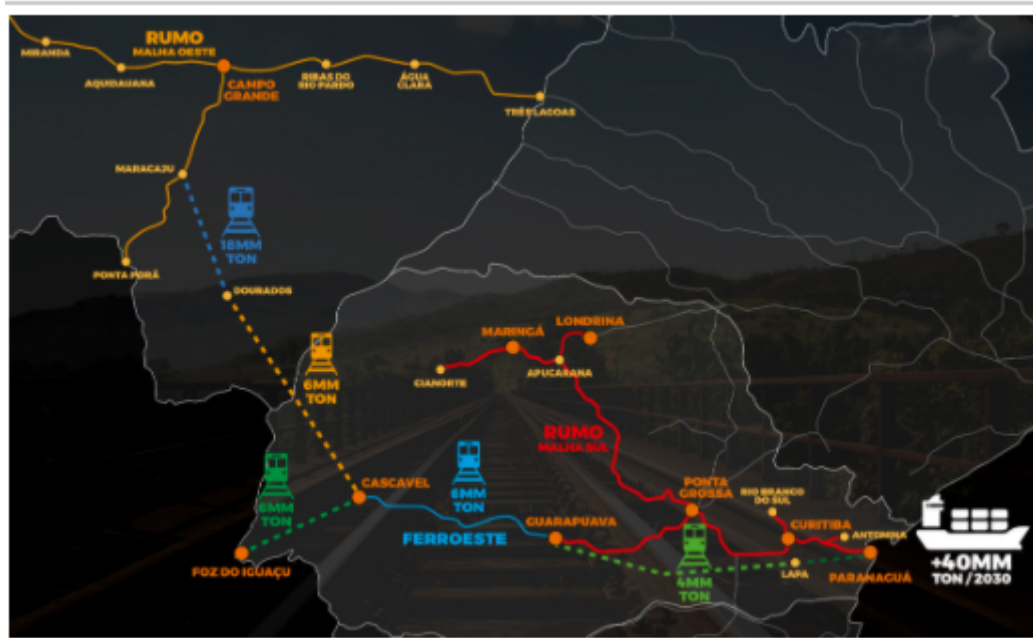 MIRANDA
RUMO
MALHA OESTE
AQUIDAUANA
CAMPO
GRANDE
RIBAS DO
RIO PARDO
ÁGUA
CLARA
TRÊS LAGOAS
MARACAJU
18MM
TON
PONTA PORÃ
DOURADOS
6MM
TON
MARINGÁ
LONDRINA
CIANORTE
APUCARANA
RUMO
MALHA SUL
6MM
TON
CASCAVEL
6MM
TON
FERROESTE
GUARAPUAVA
PONTA
GROSSA
RIO BRANCO
DO SUL
CURITIBA
ANTONINA
FOZ DO IGUAÇU
4MM
TON
LAPA
PARANAGUÁ
+40MM
TON/2030